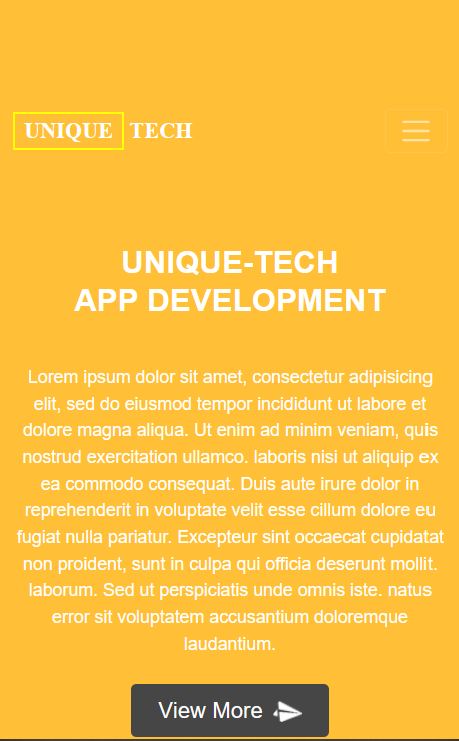 UNIQUE TECH
UNIQUE-TECH
APP DEVELOPMENT
Lorem ipsum dolor sit amet, consectetur adipisicing
elit, sed do eiusmod tempor incididunt ut labore et
dolore magna aliqua. Ut enim ad minim veniam, quis
nostrud exercitation ullamco. laboris nisi ut aliquip ex
ea commodo consequat. Duis aute irure dolor in
reprehenderit in voluptate velit esse cillum dolore eu
fugiat nulla pariatur. Excepteur sint occaecat cupidatat
non proident, sunt in culpa qui officia deserunt mollit.
laborum. Sed ut perspiciatis unde omnis iste. natus
error sit voluptatem accusantium doloremque
laudantium.
View More